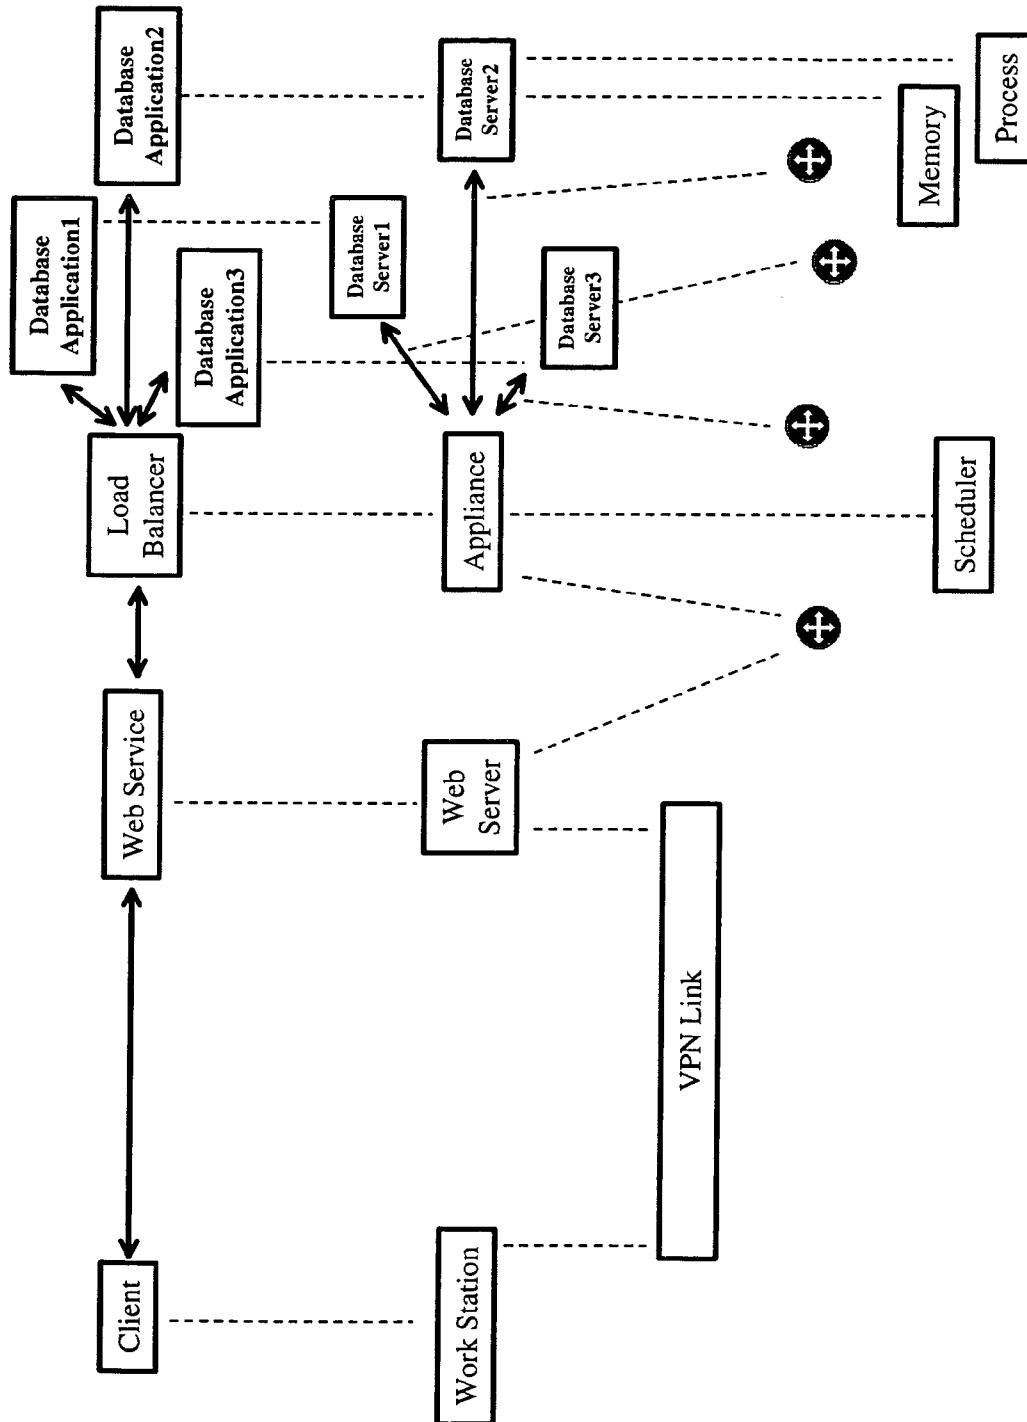 Client
Web Service
Load
Balancer
Database
Application1
Database
Application2
Database
Application3
Work Station
Web
Server
Appliance
Database
Server1
Database
Server2
Database
Server3
VPN Link
Scheduler
Memory
Process